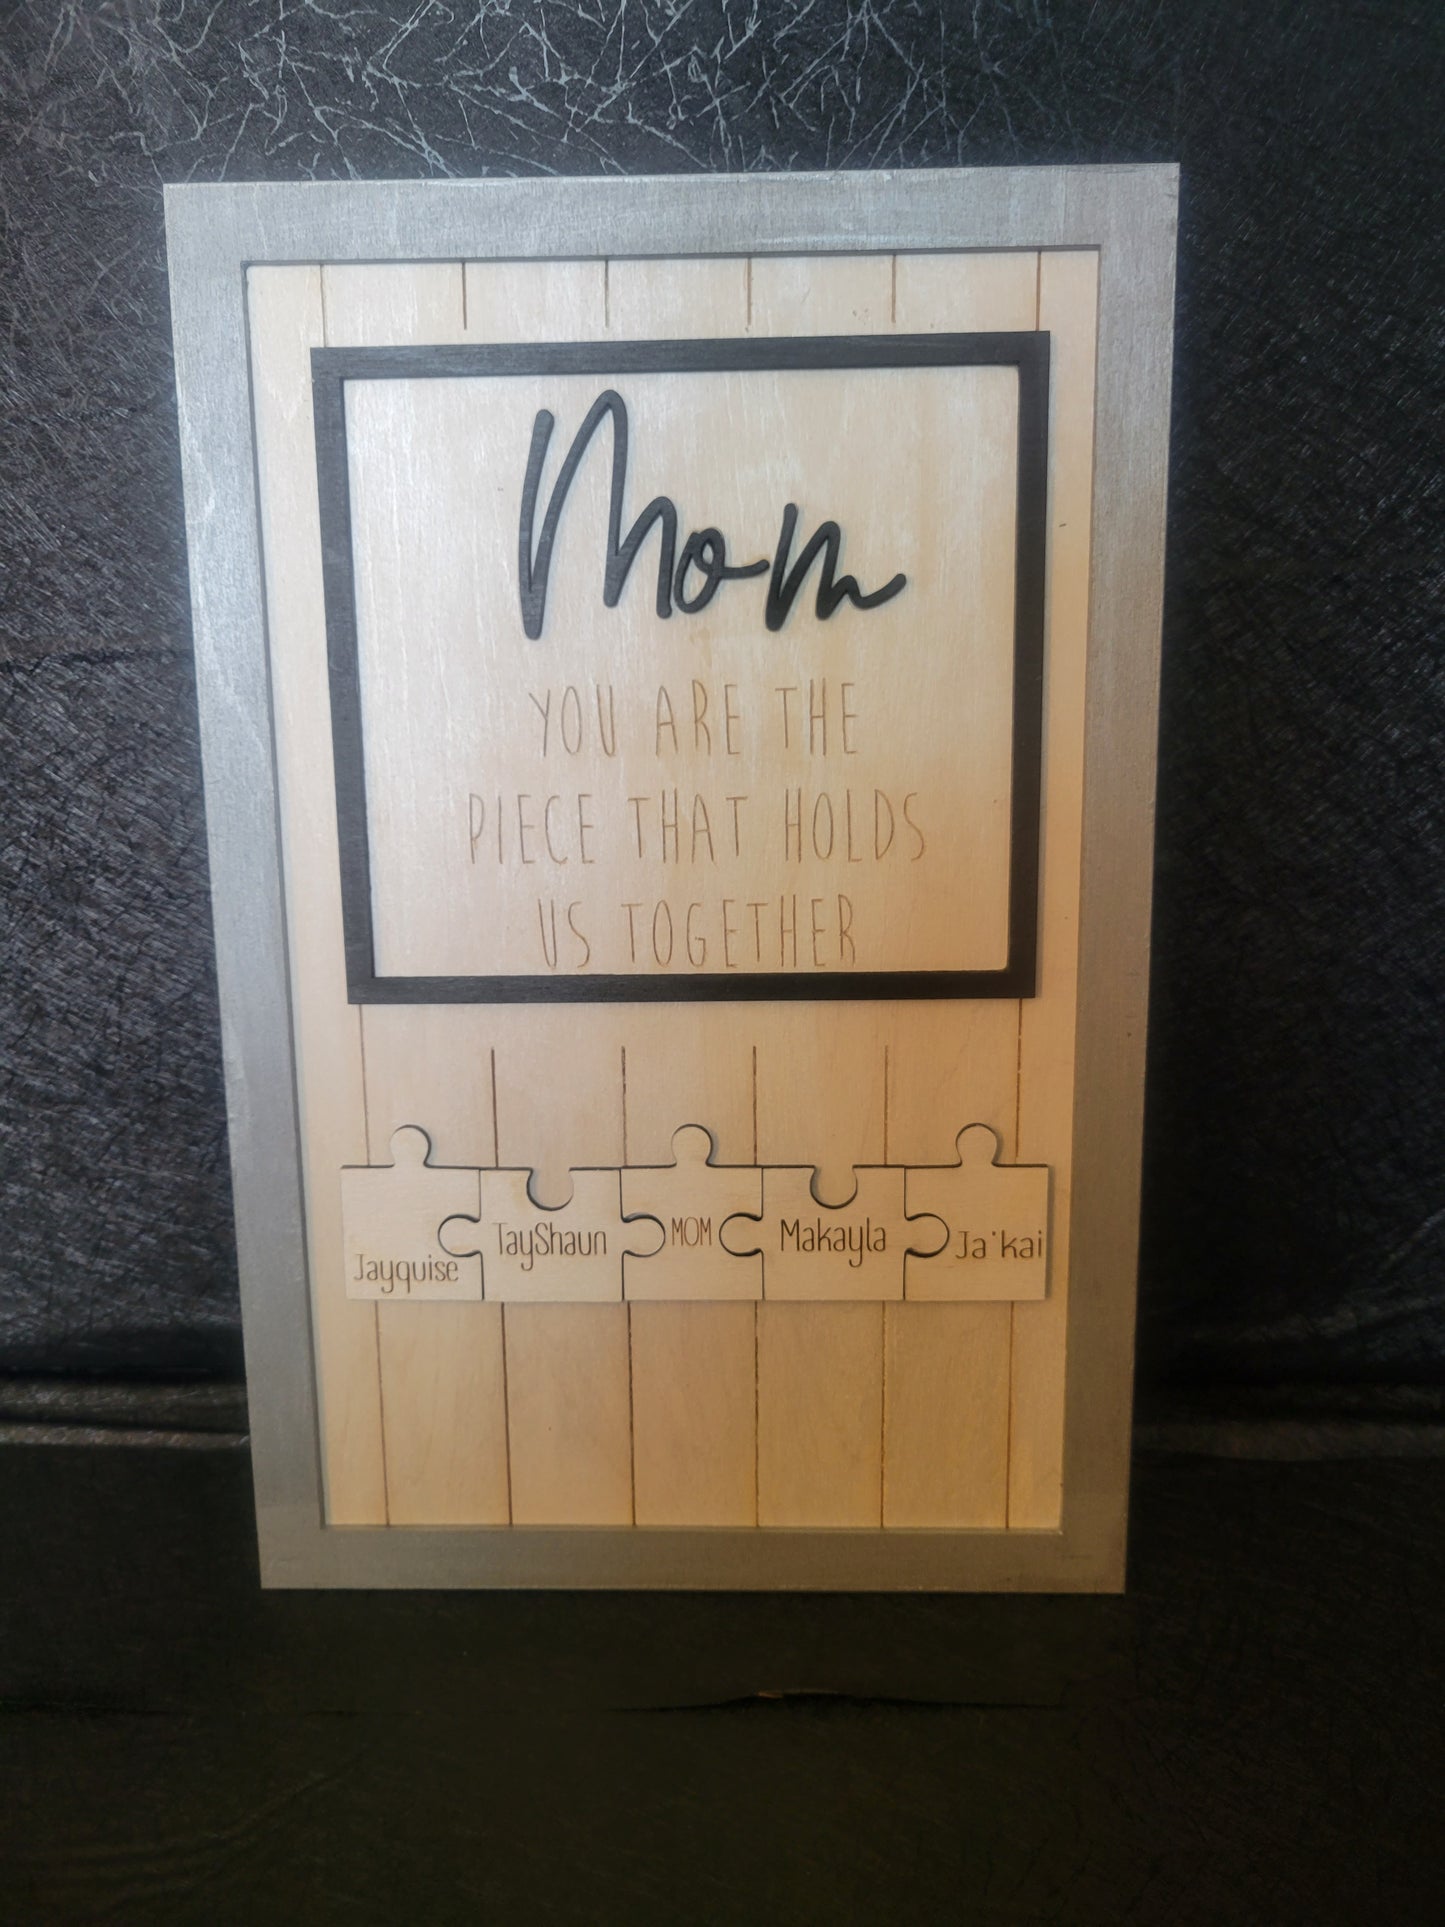 Mom
YOU ARE THE
PIECE THAT HOLDS
US TOGETHER
Jayquise TayShaun MOM Makayla Ja'kai